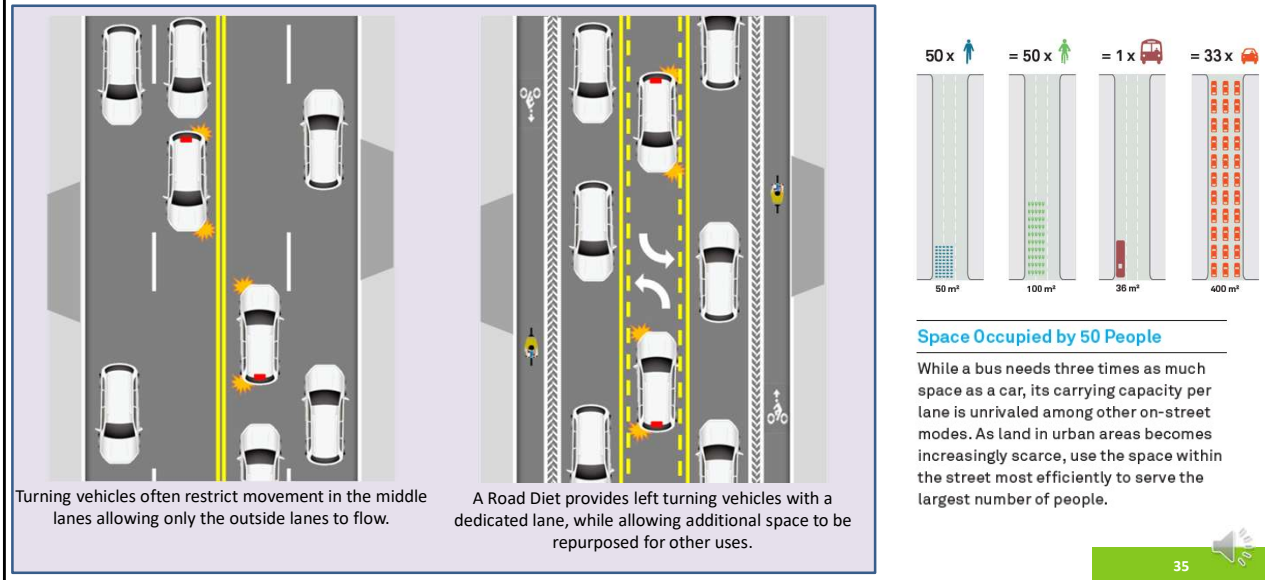 Turning vehicles often restrict movement in the middle
lanes allowing only the outside lanes to flow.
A Road Diet provides left turning vehicles with a
dedicated lane, while allowing additional space to be
repurposed for other uses.
50 x = 50 x = 1 x = 33 x
50 m² 100 m² 36 m² 400 m²
Space Occupied by 50 People
While a bus needs three times as much
space as a car, its carrying capacity per
lane is unrivaled among other on-street
modes. As land in urban areas becomes
increasingly scarce, use the space within
the street most efficiently to serve the
largest number of people.
35